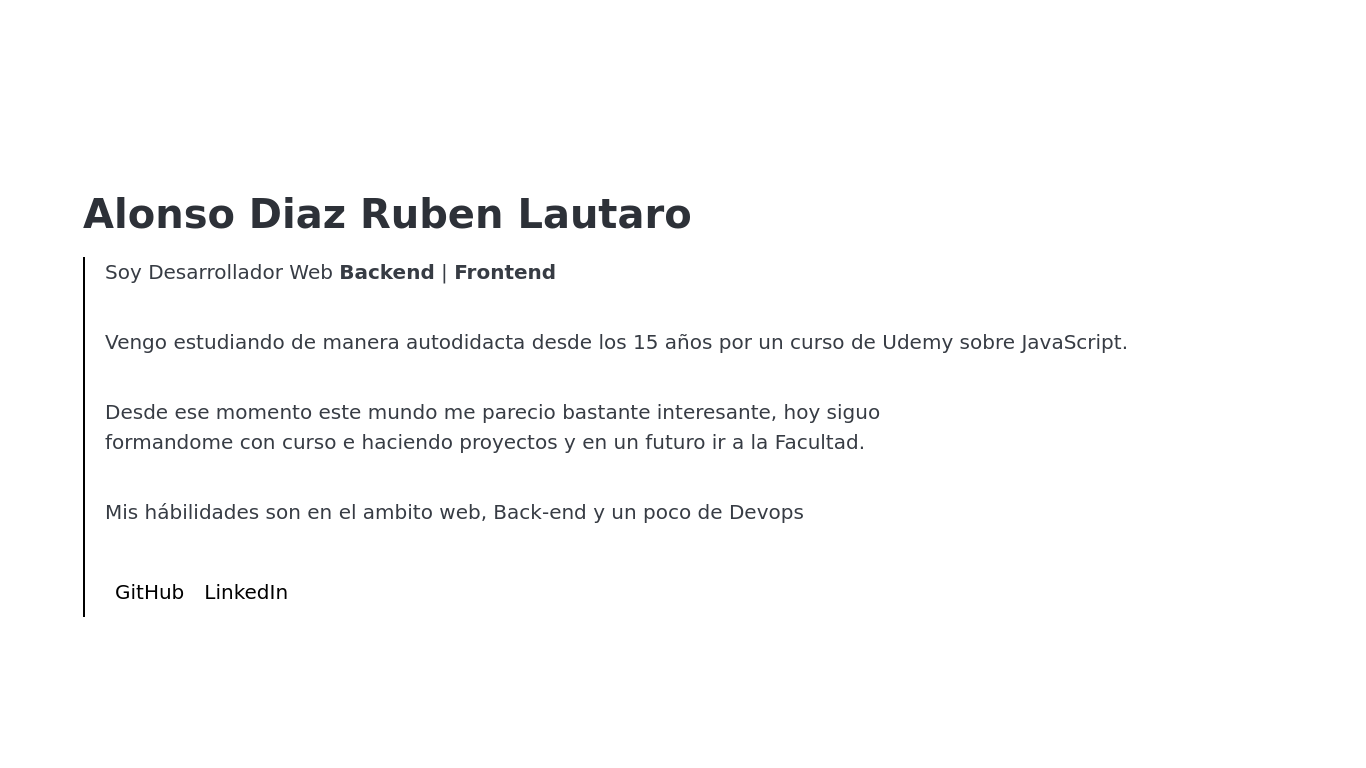 Alonso Diaz Ruben Lautaro
Soy Desarrollador Web Backend | Frontend
Vengo estudiando de manera autodidacta desde los 15 años por un curso de Udemy sobre JavaScript.
Desde ese momento este mundo me parecio bastante interesante, hoy siguo
formandome con curso e haciendo proyectos y en un futuro ir a la Facultad.
Mis hábilidades son en el ambito web, Back-end y un poco de Devops
GitHub LinkedIn